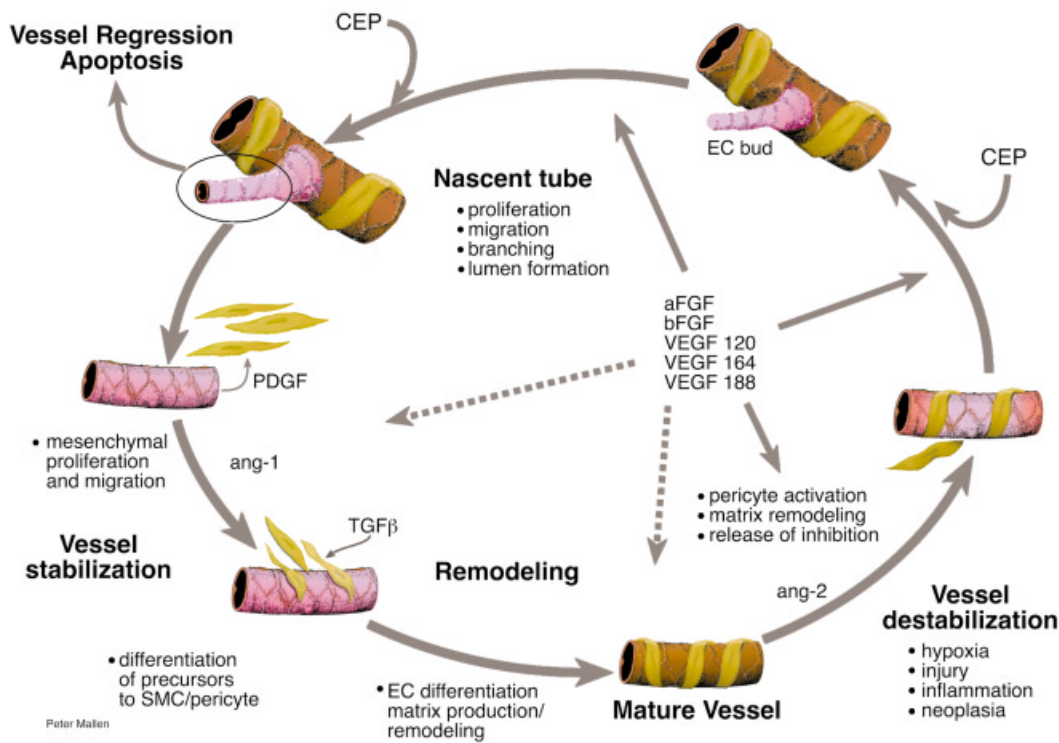 Vessel Regression
Apoptosis
CEP
EC bud
CEP
Nascent tube
• proliferation
• migration
• branching
• lumen formation
aFGF
bFGF
VEGF 120
VEGF 164
VEGF 188
PDGF
• mesenchymal
proliferation
and migration
ang-1
• pericyte activation
• matrix remodeling
• release of inhibition
Vessel
stabilization
TGFβ
Remodeling
ang-2
Vessel
destabilization
• hypoxia
• injury
• inflammation
• neoplasia
• differentiation
of precursors
to SMC/pericyte
• EC differentiation
matrix production/
remodeling
Mature Vessel
Peter Mallen